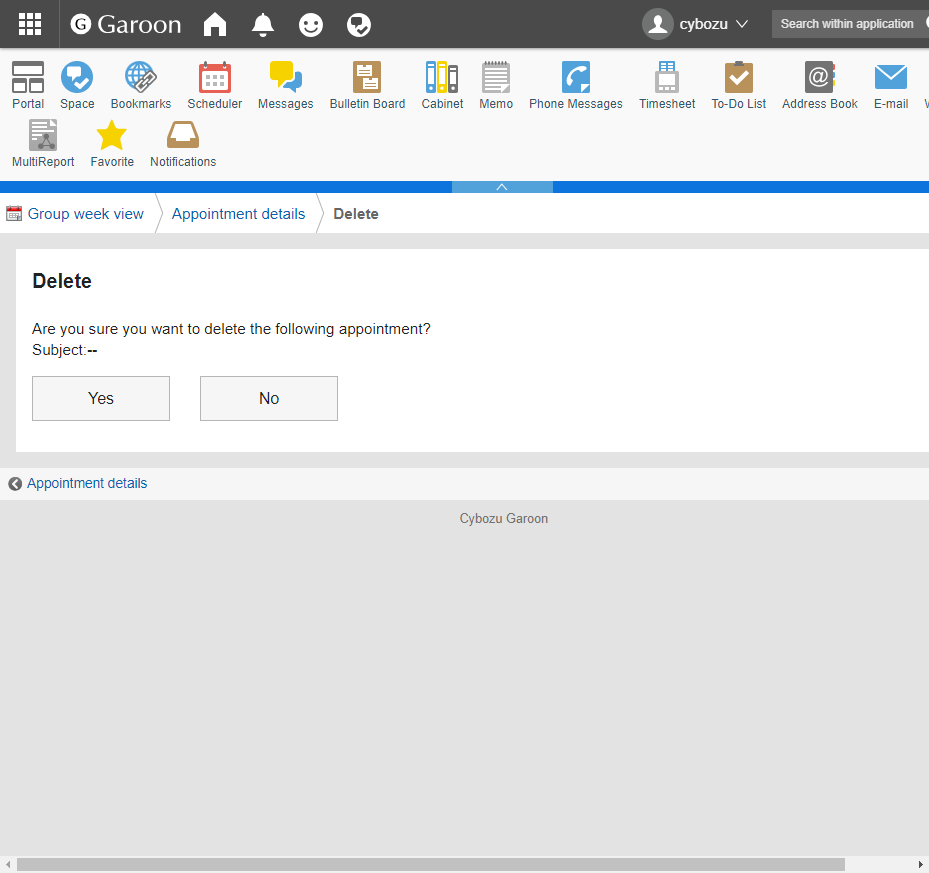 G Garoon
cybozu
Search within application
Portal Space Bookmarks Scheduler Messages Bulletin Board Cabinet Memo Phone Messages Timesheet To-Do List Address Book E-mail
MultiReport Favorite Notifications
Group week view Appointment details Delete
Delete
Are you sure you want to delete the following appointment?
Subject:--
Yes No
Appointment details
Cybozu Garoon